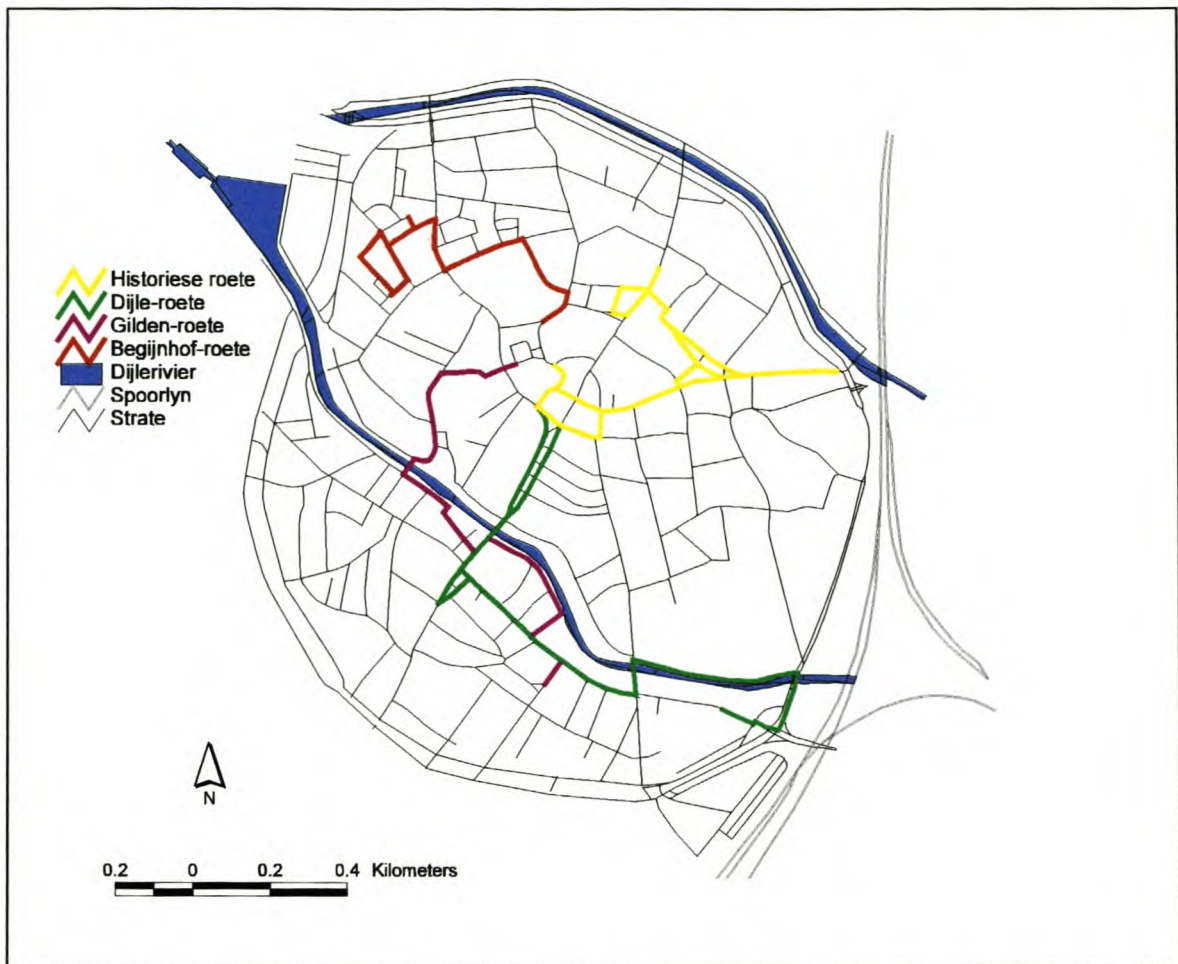 Historiese roete
Dijle-roete
Gilden-roete
Begijnhof-roete
Dijlerivier
Spoorlyn
Strate
N
0.2 0 0.2 0.4 Kilometers